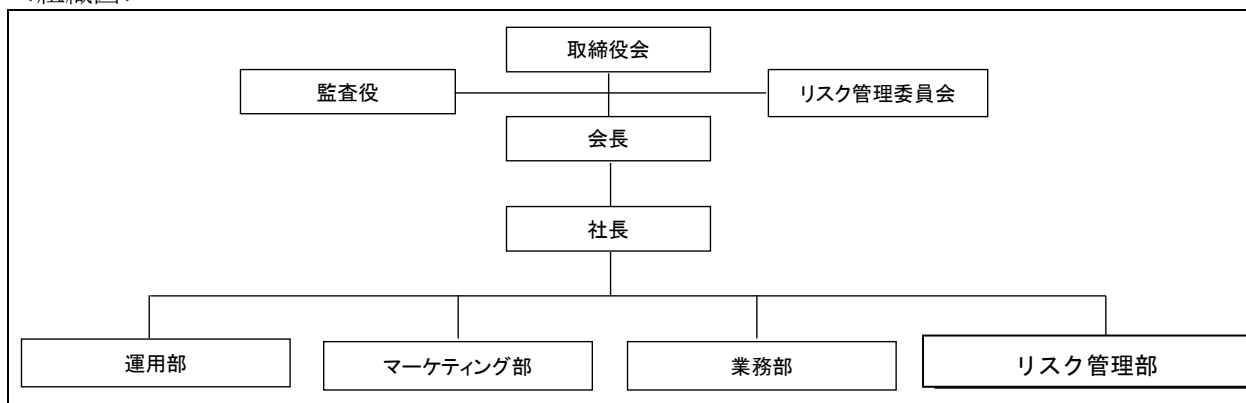 取締役会
監査役
リスク管理委員会
会長
社長
運用部
マーケティング部
業務部
リスク管理部